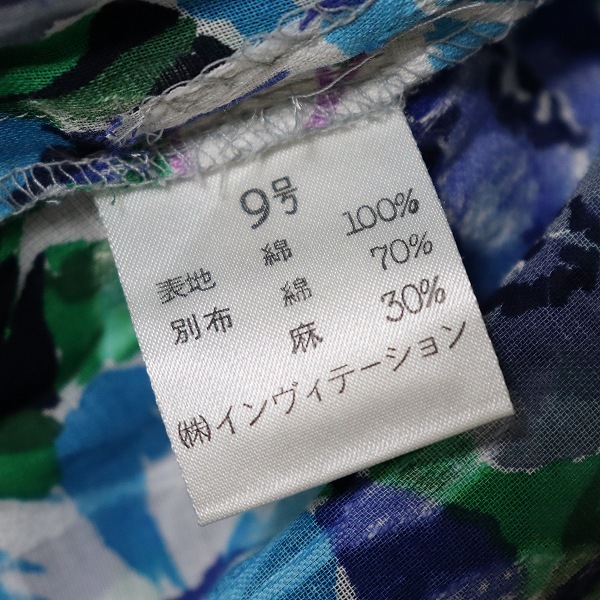 9号
表地 綿 100%
別布 綿 70%
麻 30%
(株)インヴィテーション